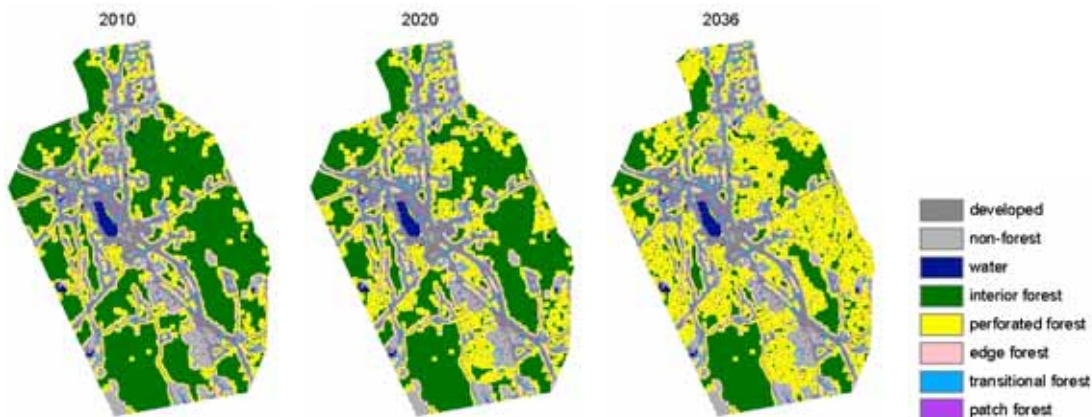 2010
2020
2036
developed
non-forest
water
interior forest
perforated forest
edge forest
transitional forest
patch forest